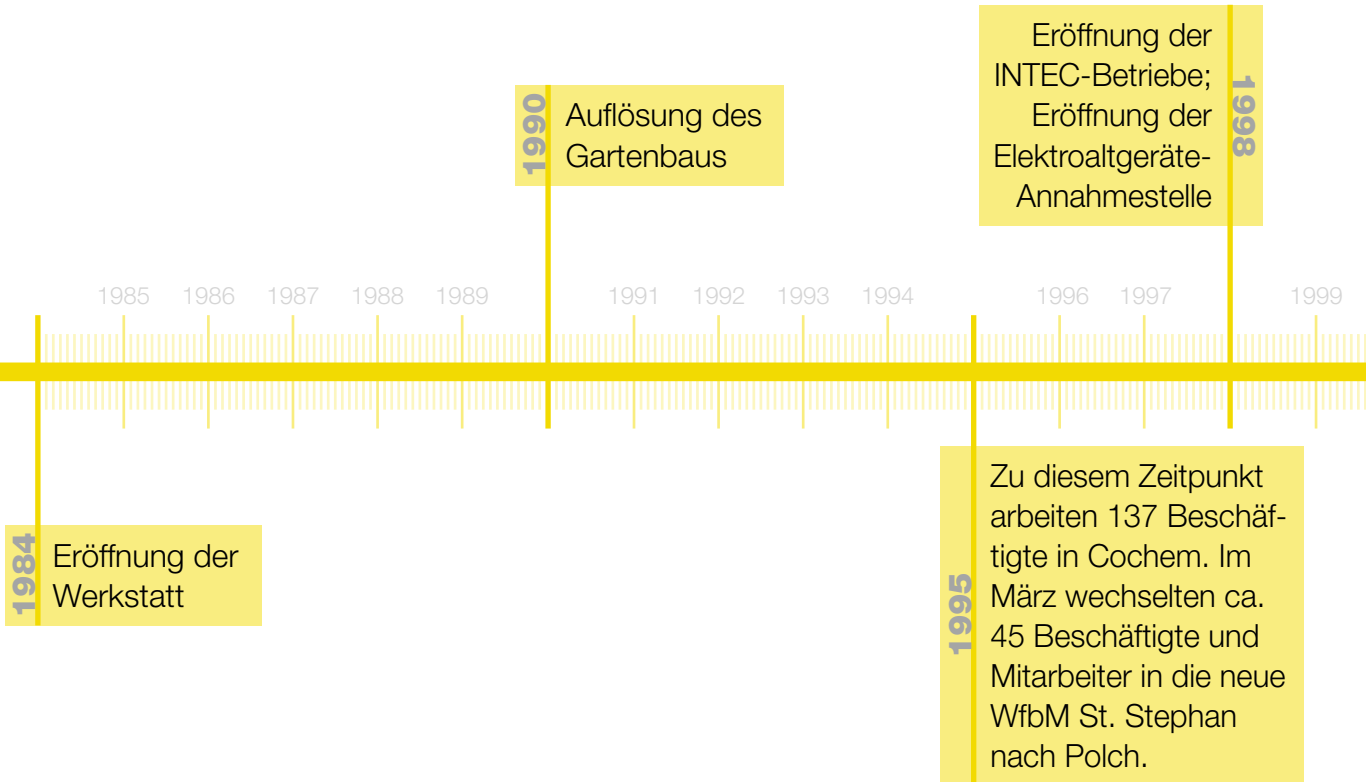 Eröffnung der
INTEC-Betriebe;
Eröffnung der
Elektroaltgeräte-
Annahmestelle
1998
1990
Auflösung des
Gartenbaus
1985 1986 1987 1988 1989 1991 1992 1993 1994 1996 1997 1999
1984
Eröffnung der
Werkstatt
1995
Zu diesem Zeitpunkt
arbeiten 137 Beschäf-
tigte in Cochem. Im
März wechselten ca.
45 Beschäftigte und
Mitarbeiter in die neue
WfbM St. Stephan
nach Polch.